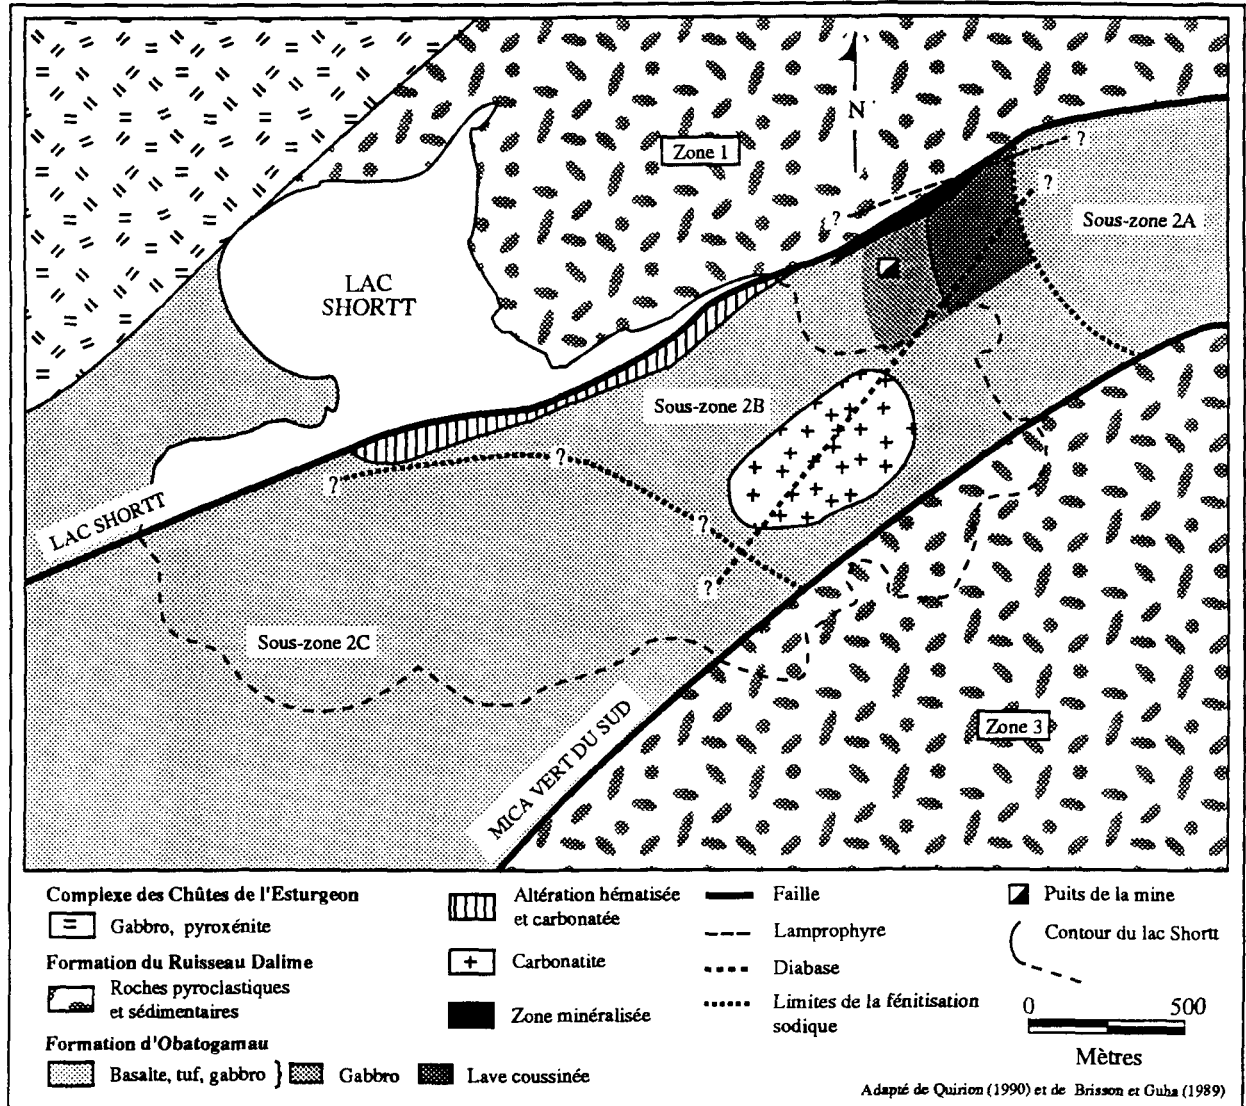 N
Zone 1
?
?
?
Sous-zone 2A
LAC
SHORTT
Sous-zone 2B
?
?
?
?
LAC SHORTT
Sous-zone 2C
MICA VERT DU SUD
Zone 3
Complexe des Chûtes de l'Esturgeon
Gabbro, pyroxénite
Formation du Ruisseau Dalime
Roches pyroclastiques
et sédimentaires
Formation d'Obatogamau
Basalte, tuf, gabbro
Gabbro
Lave coussinée
Altération hématisée
et carbonatée
Carbonatite
Zone minéralisée
Faille
Lamprophyre
Diabase
Limites de la fénitisation
sodique
Puits de la mine
Contour du lac Shortt
0 500
Mètres
Adapté de Quirion (1990) et de Brisson et Guha (1989)